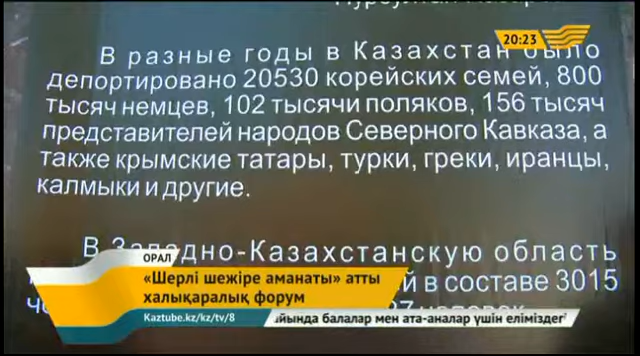 20:23
В разные годы в Казахстан было
депортировано 20530 корейских семей, 800
тысяч немцев, 102 тысячи поляков, 156 тысяч
представителей народов Северного Кавказа, а
также крымские татары, турки, греки, иранцы,
калмыки и другие.
В Западно-Казахстанскую область
й в составе 3015
ОРАЛ
«Шерлі шежіре аманаты» атты
халықаралық форум
Kaztube.kz/kz/tv/8
айында балалар мен ата-аналар үшін еліміздег